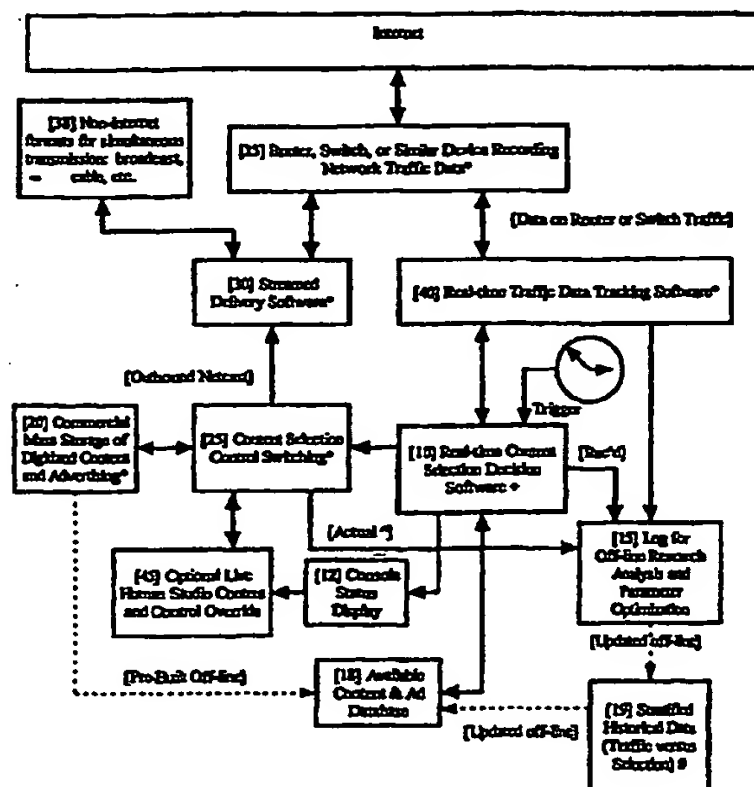 Internet
[38] Non-internet
formats for simultaneous
transmission: broadcast,
cable, etc.
[35] Router, Switch, or Similar Device Recording
Network Traffic Data*
[Data on Router or Switch Traffic]
[30] Streamed
Delivery Software*
[40] Real-time Traffic Data Tracking Software*
[Outbound Netcast]
Trigger
[20] Commercial
Mass Storage of
Digitized Content
and Advertising*
[25] Content Selection
Control Switching*
[10] Real-time Content
Selection Decision
Software +
[Rec'd]
[Actual *]
[15] Log for
Off-line Research
Analysis and
Parameter
Optimization
[45] Optional Live
Human Studio Content
and Control Override
[12] Console
Status
Display
[Updated off-line]
[Pre-Built Off-line]
[18] Available
Content & Ad
Database
[Updated off-line]
[19] Stratified
Historical Data
(Traffic versus
Selection) #